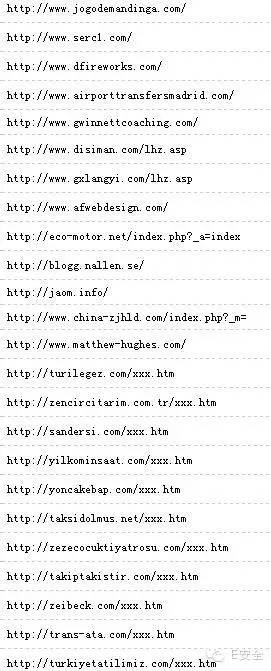 http://www.jogodemandinga.com/
http://www.serc1.com/
http://www.dfireworks.com/
http://www.airporttransfersmadrid.com/
http://www.gwinnettcoaching.com/
http://www.disiman.com/lhz.asp
http://www.gxlangyi.com/lhz.asp
http://www.afwebdesign.com/
http://eco-motor.net/index.php?_a=index
http://blogg.nallen.se/
http://jaom.info/
http://www.china-zjhld.com/index.php?_m=
http://www.matthew-hughes.com/
http://turilegez.com/xxx.htm
http://zencircitarim.com.tr/xxx.htm
http://sandersi.com/xxx.htm
http://yilkominsaat.com/xxx.htm
http://yoncakebap.com/xxx.htm
http://taksidolmus.net/xxx.htm
http://zezecocuktiyatrosu.com/xxx.htm
http://takiptakistir.com/xxx.htm
http://zeibeck.com/xxx.htm
http://trans-ata.com/xxx.htm
http://turkiyetatilimiz.com/xxx.htm
E安全